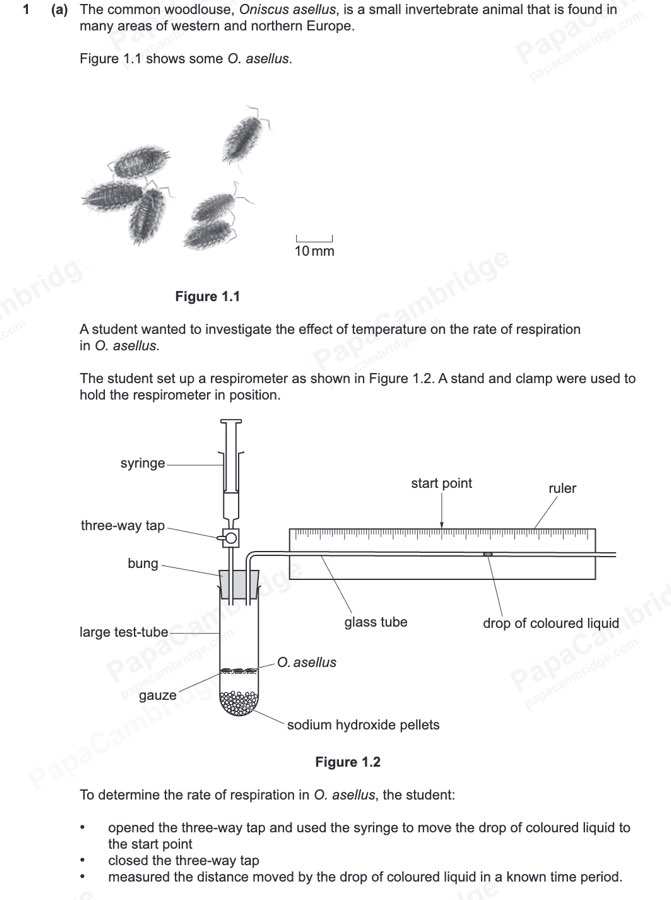 1 (a) The common woodlouse, Oniscus asellus, is a small invertebrate animal that is found in
many areas of western and northern Europe.
Figure 1.1 shows some O. asellus.
10 mm
Figure 1.1
A student wanted to investigate the effect of temperature on the rate of respiration
in O. asellus.
The student set up a respirometer as shown in Figure 1.2. A stand and clamp were used to
hold the respirometer in position.
syringe
start point
ruler
three-way tap
bung
glass tube
drop of coloured liquid
large test-tube
O. asellus
gauze
sodium hydroxide pellets
Figure 1.2
To determine the rate of respiration in O. asellus, the student:
• opened the three-way tap and used the syringe to move the drop of coloured liquid to
the start point
• closed the three-way tap
• measured the distance moved by the drop of coloured liquid in a known time period.
PapaCambridge
papacambridge.com